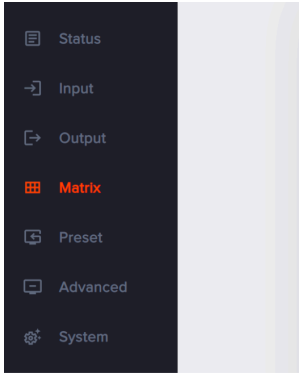 Status
Input
Output
Matrix
Preset
Advanced
System